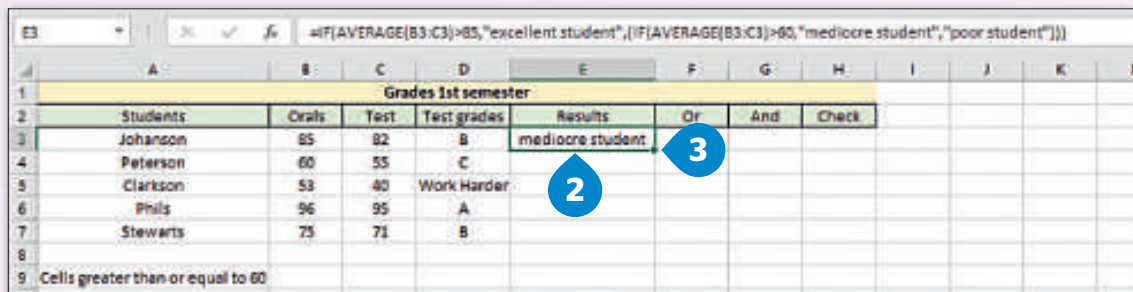 E3 fx =IF(AVERAGE(B3:C3)>85,"excellent student",(IF(AVERAGE(B3:C3)>60,"mediocre student","poor student")))
A B C D E F G H I J K
1 Grades 1st semester
2 Students Orals Test Test grades Results Or And Check
3 Johanson 85 82 B mediocre student 3
4 Peterson 60 55 C
5 Clarkson 53 40 Work Harder 2
6 Phils 96 95 A
7 Stewarts 75 71 B
8
9 Cells greater than or equal to 60